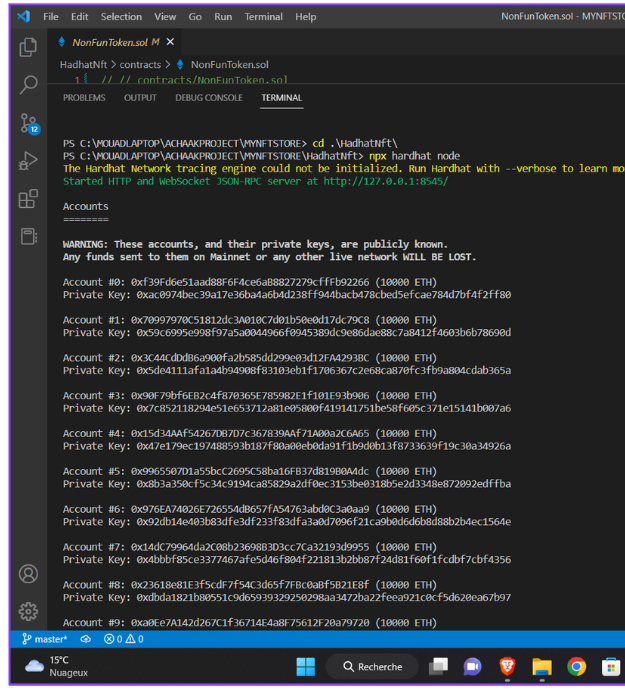 File Edit Selection View Go Run Terminal Help NonFunToken.sol - MYNFTSTOR
NonFunToken.sol M ×
HadhatNft > contracts > NonFunToken.sol
1 // // contracts/NonFunToken.sol
PROBLEMS OUTPUT DEBUG CONSOLE TERMINAL
PS C:\MOUADLAPTOP\ACHAAKPROJECT\MYNFTSTORE> cd .\HadhatNft\
PS C:\MOUADLAPTOP\ACHAAKPROJECT\MYNFTSTORE\HadhatNft> npx hardhat node
The Hardhat Network tracing engine could not be initialized. Run Hardhat with --verbose to learn mo
Started HTTP and WebSocket JSON-RPC server at http://127.0.0.1:8545/
Accounts
========
WARNING: These accounts, and their private keys, are publicly known.
Any funds sent to them on Mainnet or any other live network WILL BE LOST.
Account #0: 0xf39Fd6e51aad88F6F4ce6aB8827279cffFb92266 (10000 ETH)
Private Key: 0xac0974bec39a17e36ba4a6b4d238ff944bacb478cbed5efcae784d7bf4f2ff80
Account #1: 0x70997970C51812dc3A010C7d01b50e0d17dc79C8 (10000 ETH)
Private Key: 0x59c6995e998f97a5a0044966f0945389dc9e86dae88c7a8412f4603b6b78690d
Account #2: 0x3C44CdDdB6a900fa2b585dd299e03d12FA4293BC (10000 ETH)
Private Key: 0x5de4111afa1a4b94908f83103eb1f1706367c2e68ca870fc3fb9a804cdab365a
Account #3: 0x90F79bf6EB2c4f870365E785982E1f101E93b906 (10000 ETH)
Private Key: 0x7c852118294e51e653712a81e05800f419141751be58f605c371e15141b007a6
Account #4: 0x15d34AAf54267DB7D7c367839AAf71A00a2C6A65 (10000 ETH)
Private Key: 0x47e179ec197488593b187f80a00eb0da91f1b9d0b13f8733639f19c30a34926a
Account #5: 0x9965507D1a55bcC2695C58ba16FB37d819B0A4dc (10000 ETH)
Private Key: 0x8b3a350cf5c34c9194ca85829a2df0ec3153be0318b5e2d3348e872092edffba
Account #6: 0x976EA74026E726554dB657fA54763abd0C3a0aa9 (10000 ETH)
Private Key: 0x92db14e403b83dfe3df233f83dfa3a0d7096f21ca9b0d6d6b8d88b2b4ec1564e
Account #7: 0x14dC79964da2C08b23698B3D3cc7Ca32193d9955 (10000 ETH)
Private Key: 0x4bbbf85ce3377467afe5d46f804f221813b2bb87f24d81f60f1fcdbf7cbf4356
Account #8: 0x23618e81E3f5cdF7f54C3d65f7FBc0aBf5B21E8f (10000 ETH)
Private Key: 0xdbda1821b80551c9d65939329250298aa3472ba22feea921c0cf5d620ea67b97
Account #9: 0xa0Ee7A142d267C1f36714E4a8F75612F20a79720 (10000 ETH)
12
master* 0 0
15°C
Nuageux
Recherche